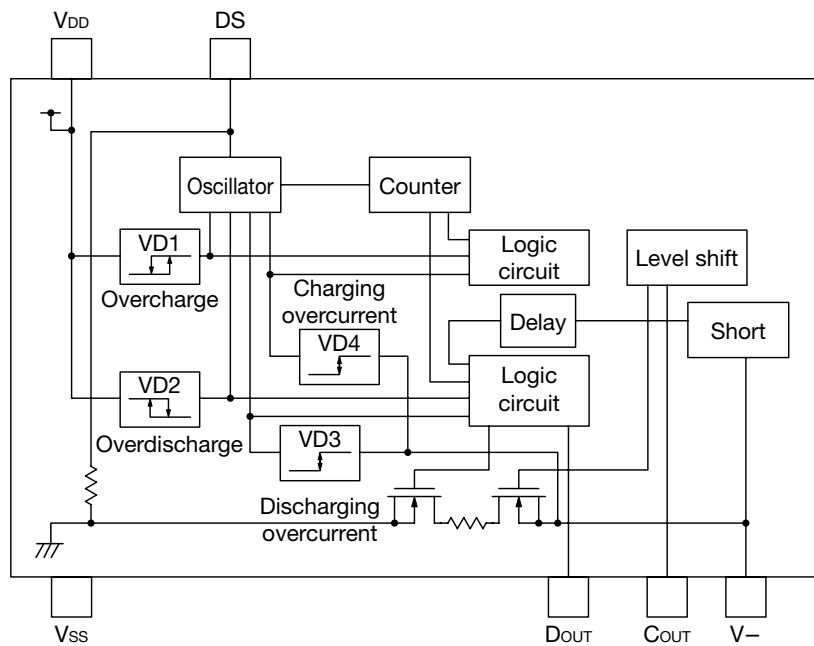 VDD
DS
Oscillator
Counter
VD1
Overcharge
Logic
circuit
Level shift
Charging
overcurrent
Delay
Short
VD4
VD2
Overdischarge
Logic
circuit
VD3
Discharging
overcurrent
VSS
DOUT
COUT
V−